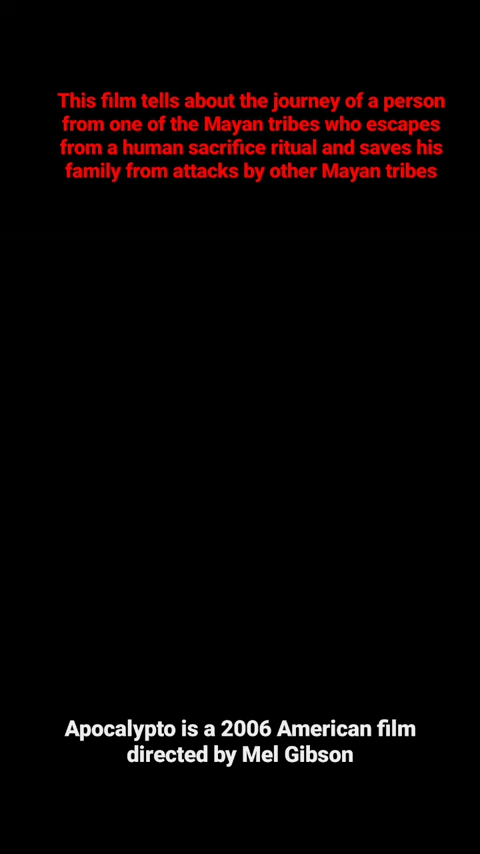 This film tells about the journey of a person
from one of the Mayan tribes who escapes
from a human sacrifice ritual and saves his
family from attacks by other Mayan tribes
Apocalypto is a 2006 American film
directed by Mel Gibson